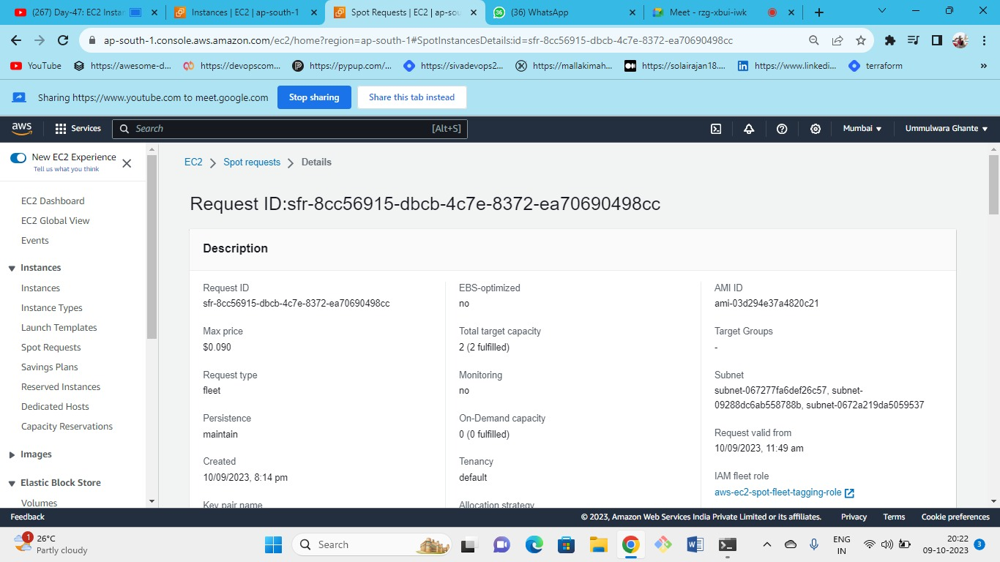 (267) Day-47: EC2 Instan
Instances | EC2 | ap-south-1
Spot Requests | EC2 | ap-sou
36
(36) WhatsApp
Meet - rzg-xbui-iwk
ap-south-1.console.aws.amazon.com/ec2/home?region=ap-south-1#SpotInstancesDetails:id=sfr-8cc56915-dbcb-4c7e-8372-ea70690498cc
YouTube
https://awesome-d...
https://devopscom...
https://pypup.com/...
https://sivadevops2...
https://mallakimah...
https://solairajan18....
https://www.linkedi...
terraform
»
Sharing https://www.youtube.com to meet.google.com
Stop sharing
Share this tab instead
aws
Services
Search
[Alt+S]
Mumbai
Ummulwara Ghante
New EC2 Experience
Tell us what you think
EC2 Dashboard
EC2 Global View
Events
Instances
Instances
Instance Types
Launch Templates
Spot Requests
Savings Plans
Reserved Instances
Dedicated Hosts
Capacity Reservations
Images
Elastic Block Store
Volumes
EC2 > Spot requests > Details
Request ID:sfr-8cc56915-dbcb-4c7e-8372-ea70690498cc
Description
Request ID
sfr-8cc56915-dbcb-4c7e-8372-ea70690498cc
Max price
$0.090
Request type
fleet
Persistence
maintain
Created
10/09/2023, 8:14 pm
Key pair name
EBS-optimized
no
Total target capacity
2 (2 fulfilled)
Monitoring
no
On-Demand capacity
0 (0 fulfilled)
Tenancy
default
Allocation strategy
AMI ID
ami-03d294e37a4820c21
Target Groups
-
Subnet
subnet-067277fa6def26c57, subnet-
09288dc6ab558788b, subnet-0672a219da5059537
Request valid from
10/09/2023, 11:49 am
IAM fleet role
aws-ec2-spot-fleet-tagging-role
Feedback
© 2023, Amazon Web Services India Private Limited or its affiliates.
Privacy
Terms
Cookie preferences
1
26°C
Partly cloudy
Search
ENG
IN
20:22
09-10-2023
3